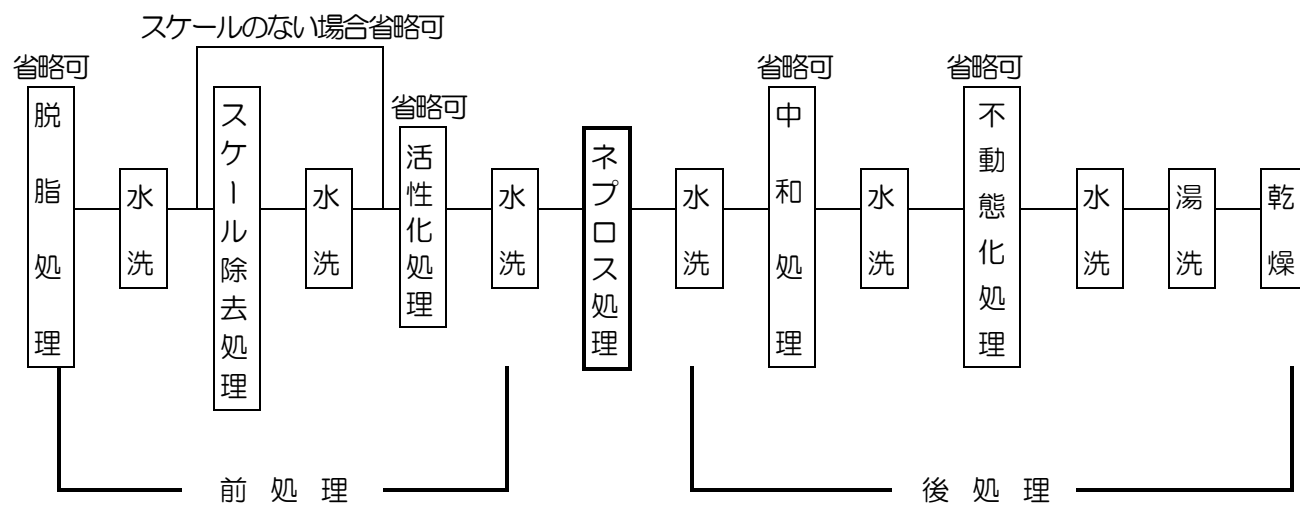 スケールのない場合省略可
省略可
脱脂処理
水洗
スケール除去処理
水洗
省略可
活性化処理
水洗
ネプロス処理
水洗
省略可
中和処理
水洗
省略可
不動態化処理
水洗
湯洗
乾燥
前処理
後処理